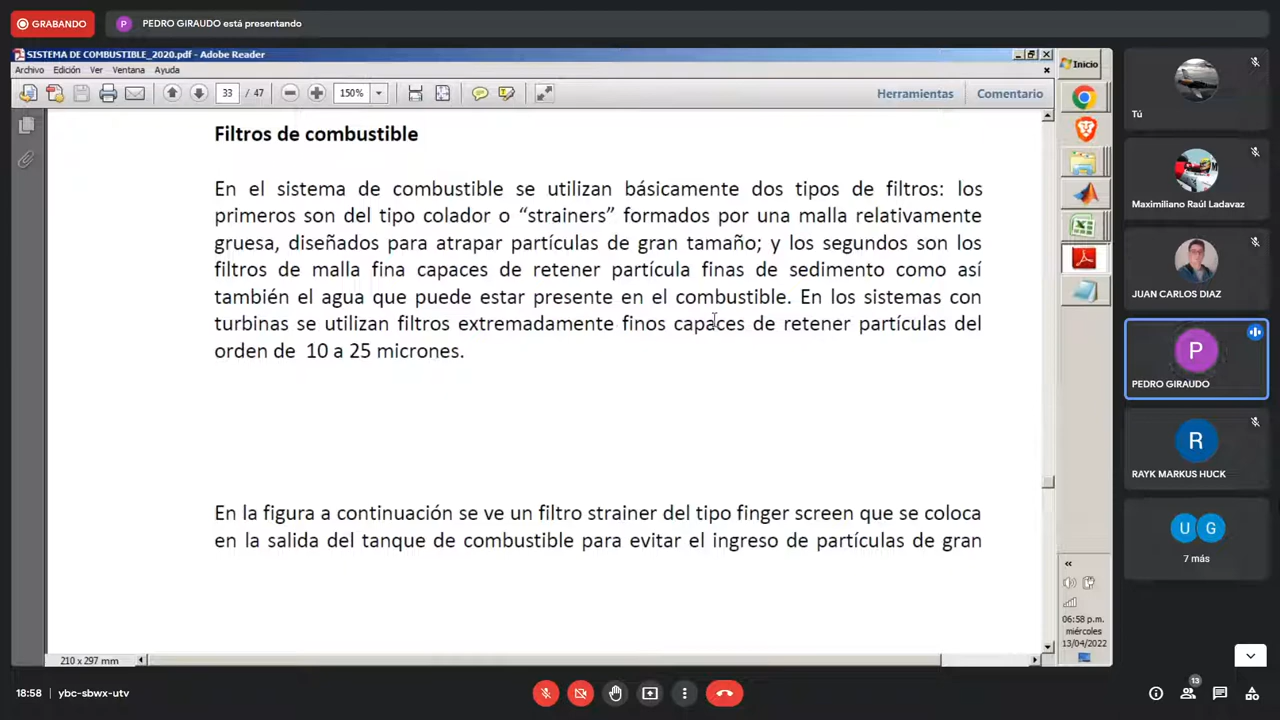 GRABANDO
P PEDRO GIRAUDO está presentando
SISTEMA DE COMBUSTIBLE_2020.pdf - Adobe Reader
Archivo Edición Ver Ventana Ayuda
33 / 47 150% Herramientas Comentario
Filtros de combustible
En el sistema de combustible se utilizan básicamente dos tipos de filtros: los
primeros son del tipo colador o “strainers” formados por una malla relativamente
gruesa, diseñados para atrapar partículas de gran tamaño; y los segundos son los
filtros de malla fina capaces de retener partícula finas de sedimento como así
también el agua que puede estar presente en el combustible. En los sistemas con
turbinas se utilizan filtros extremadamente finos capaces de retener partículas del
orden de 10 a 25 micrones.
En la figura a continuación se ve un filtro strainer del tipo finger screen que se coloca
en la salida del tanque de combustible para evitar el ingreso de partículas de gran
210 x 297 mm
Inicio
06:58 p.m.
miércoles
13/04/2022
Tú
Maximiliano Raúl Ladavaz
JUAN CARLOS DIAZ
P
PEDRO GIRAUDO
R
RAYK MARKUS HUCK
U G
7 más
18:58 ybc-sbwx-utv
13